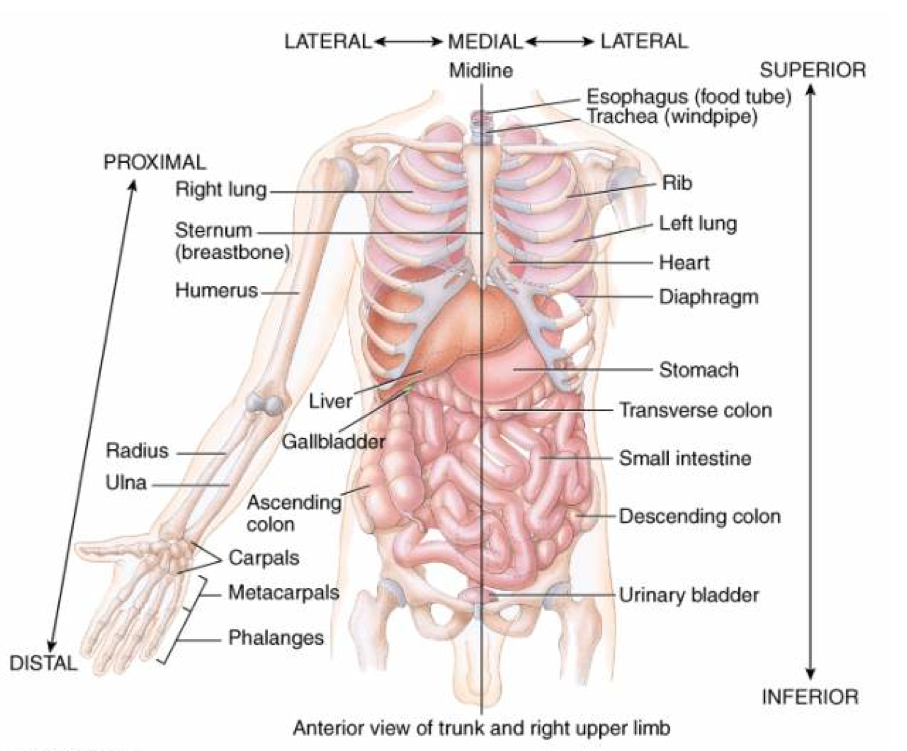 LATERAL MEDIAL LATERAL
Midline
SUPERIOR
Esophagus (food tube)
Trachea (windpipe)
PROXIMAL
Right lung
Rib
Sternum
(breastbone)
Left lung
Heart
Humerus
Diaphragm
Stomach
Liver
Transverse colon
Gallbladder
Radius
Small intestine
Ulna
Ascending
colon
Descending colon
Carpals
Metacarpals
Urinary bladder
Phalanges
DISTAL
INFERIOR
Anterior view of trunk and right upper limb